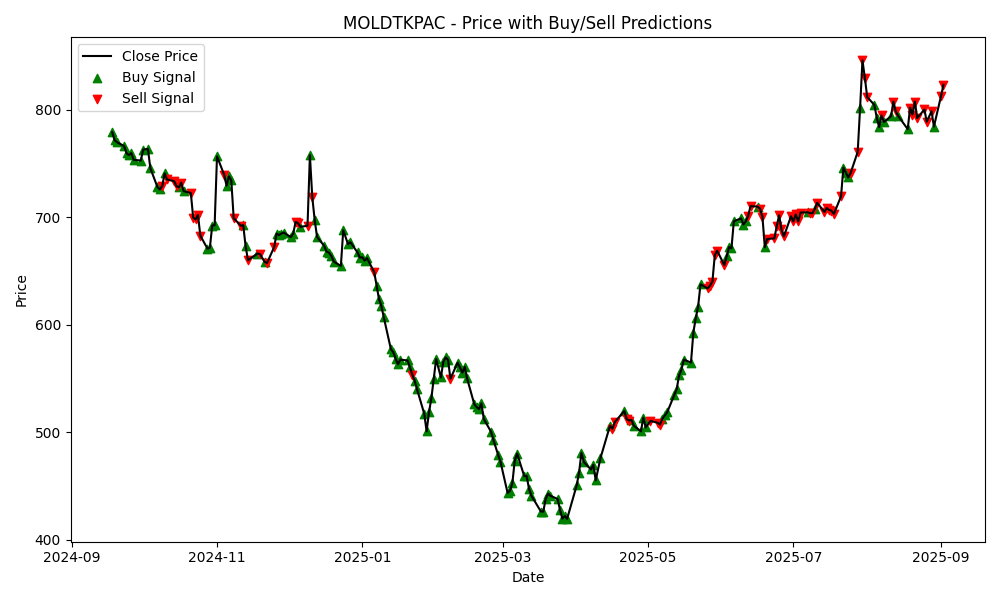 MOLDTKPAC - Price with Buy/Sell Predictions
Close Price
Buy Signal
Sell Signal
Price
800
700
600
500
400
2024-09
2024-11
2025-01
2025-03
2025-05
2025-07
2025-09
Date